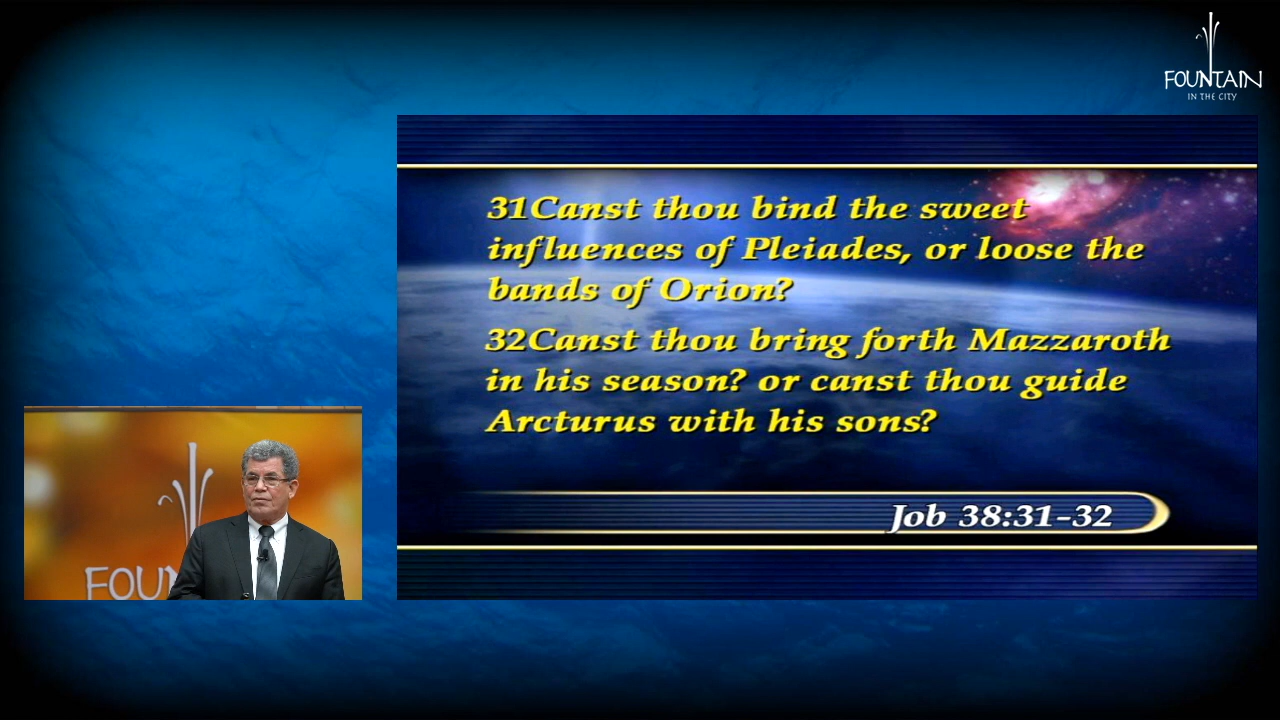 FOUNTAIN
IN THE CITY
31Canst thou bind the sweet
influences of Pleiades, or loose the
bands of Orion?
32Canst thou bring forth Mazzaroth
in his season? or canst thou guide
Arcturus with his sons?
Job 38:31-32
FOUN